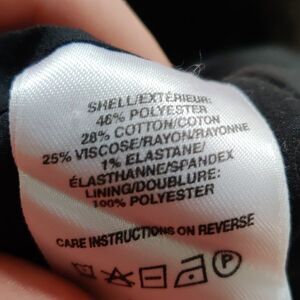 SHELL/EXTÉRIEUR:
46% POLYESTER
28% COTTON/COTON
25% VISCOSE/RAYON/RAYONNE
1% ELASTANE/
ÉLASTHANNE/SPANDEX
LINING/DOUBLURE:
100% POLYESTER
CARE INSTRUCTIONS ON REVERSE
P